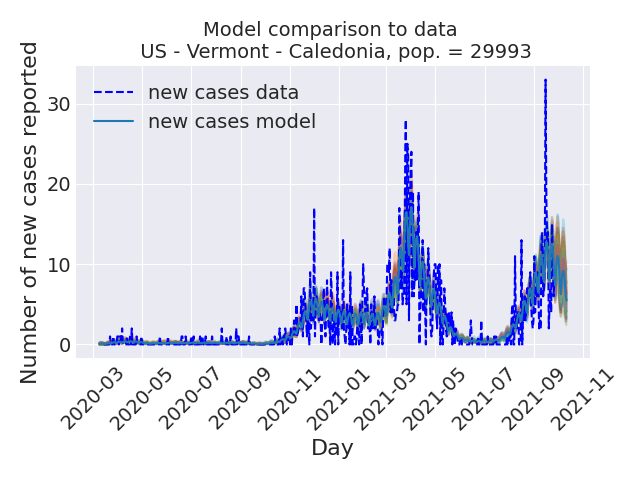 Model comparison to data
US - Vermont - Caledonia, pop. = 29993
new cases data
new cases model
Number of new cases reported
30
20
10
0
2020-03
2020-05
2020-07
2020-09
2020-11
2021-01
2021-03
2021-05
2021-07
2021-09
2021-11
Day